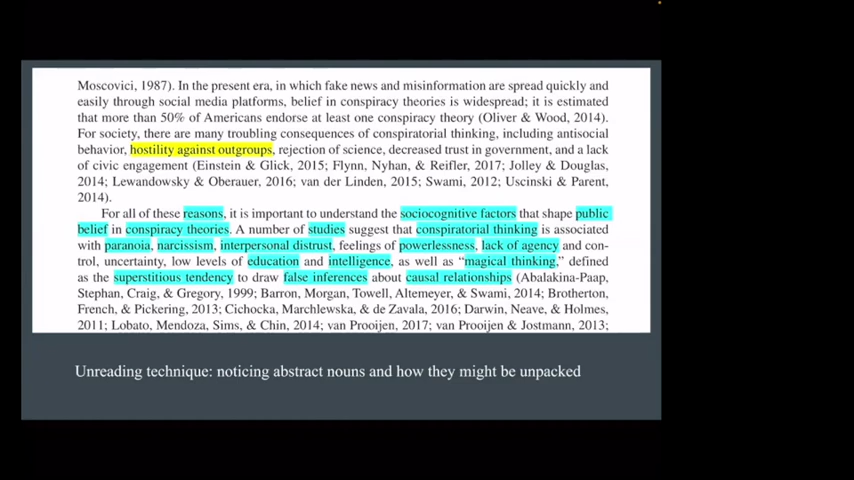 Moscovici, 1987). In the present era, in which fake news and misinformation are spread quickly and
easily through social media platforms, belief in conspiracy theories is widespread; it is estimated
that more than 50% of Americans endorse at least one conspiracy theory (Oliver & Wood, 2014).
For society, there are many troubling consequences of conspiratorial thinking, including antisocial
behavior, hostility against outgroups, rejection of science, decreased trust in government, and a lack
of civic engagement (Einstein & Glick, 2015; Flynn, Nyhan, & Reifler, 2017; Jolley & Douglas,
2014; Lewandowsky & Oberauer, 2016; van der Linden, 2015; Swami, 2012; Uscinski & Parent,
2014).
For all of these reasons, it is important to understand the sociocognitive factors that shape public
belief in conspiracy theories. A number of studies suggest that conspiratorial thinking is associated
with paranoia, narcissism, interpersonal distrust, feelings of powerlessness, lack of agency and con-
trol, uncertainty, low levels of education and intelligence, as well as “magical thinking,” defined
as the superstitious tendency to draw false inferences about causal relationships (Abalakina-Paap,
Stephan, Craig, & Gregory, 1999; Barron, Morgan, Towell, Altemeyer, & Swami, 2014; Brotherton,
French, & Pickering, 2013; Cichocka, Marchlewska, & de Zavala, 2016; Darwin, Neave, & Holmes,
2011; Lobato, Mendoza, Sims, & Chin, 2014; van Prooijen, 2017; van Prooijen & Jostmann, 2013;
Unreading technique: noticing abstract nouns and how they might be unpacked